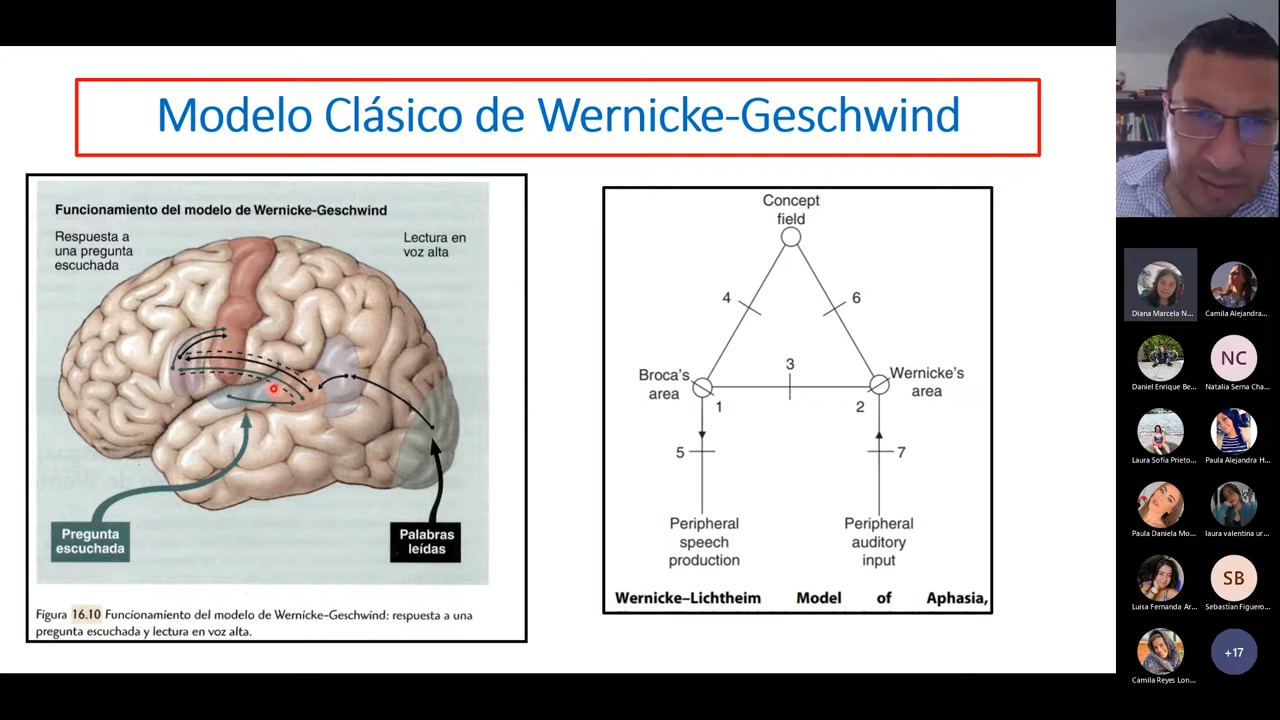 Modelo Clásico de Wernicke-Geschwind
Funcionamiento del modelo de Wernicke-Geschwind
Respuesta a
una pregunta
escuchada
Lectura en
voz alta
Pregunta
escuchada
Palabras
leídas
Figura 16.10 Funcionamiento del modelo de Wernicke-Geschwind: respuesta a una
pregunta escuchada y lectura en voz alta.
Concept
field
4
6
3
Broca's
area
Wernicke's
area
1
2
5
7
Peripheral
speech
production
Peripheral
auditory
input
Wernicke–Lichtheim Model of Aphasia,
Diana Marcela N...
Camila Alejandra...
Daniel Enrique Be...
NC
Natalia Serna Cha...
Laura Sofía Prieto...
Paula Alejandra H...
Paula Daniela Mo...
laura valentina ur...
Luisa Fernanda Ar...
SB
Sebastián Figuero...
Camila Reyes Lon...
+17